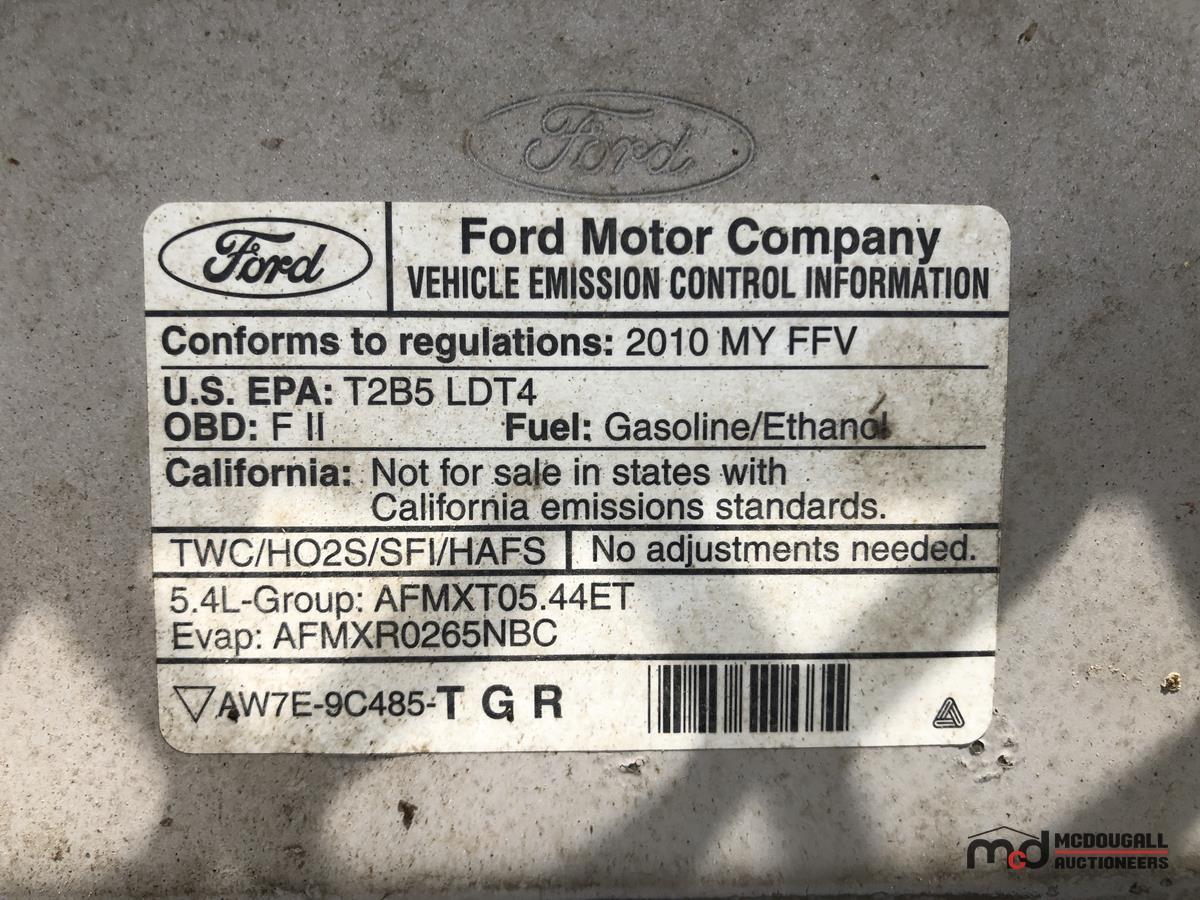 Ford
Ford
Ford Motor Company
VEHICLE EMISSION CONTROL INFORMATION
Conforms to regulations: 2010 MY FFV
U.S. EPA: T2B5 LDT4
OBD: F II Fuel: Gasoline/Ethanol
California: Not for sale in states with
California emissions standards.
TWC/HO2S/SFI/HAFS No adjustments needed.
5.4L-Group: AFMXT05.44ET
Evap: AFMXR0265NBC
AW7E-9C485-T G R
mcd MCDOUGALL
AUCTIONEERS